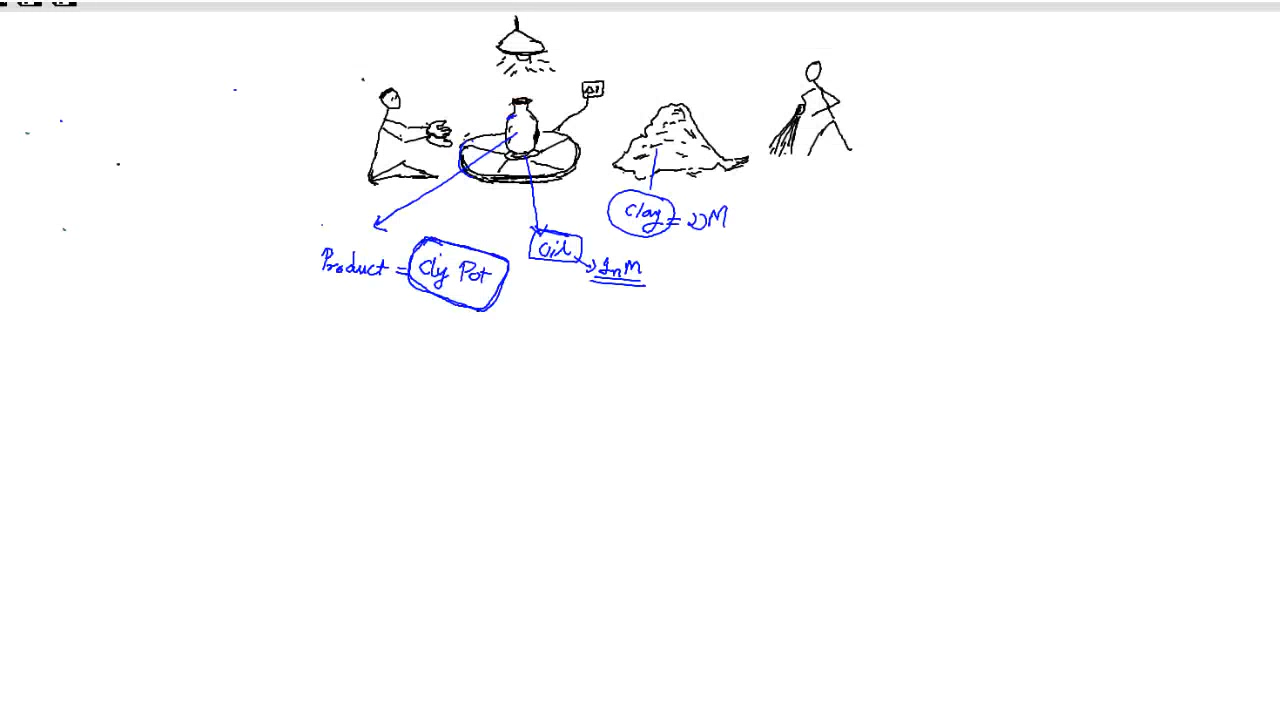 Clay = DM
Oil → InM
Product = Cly Pot